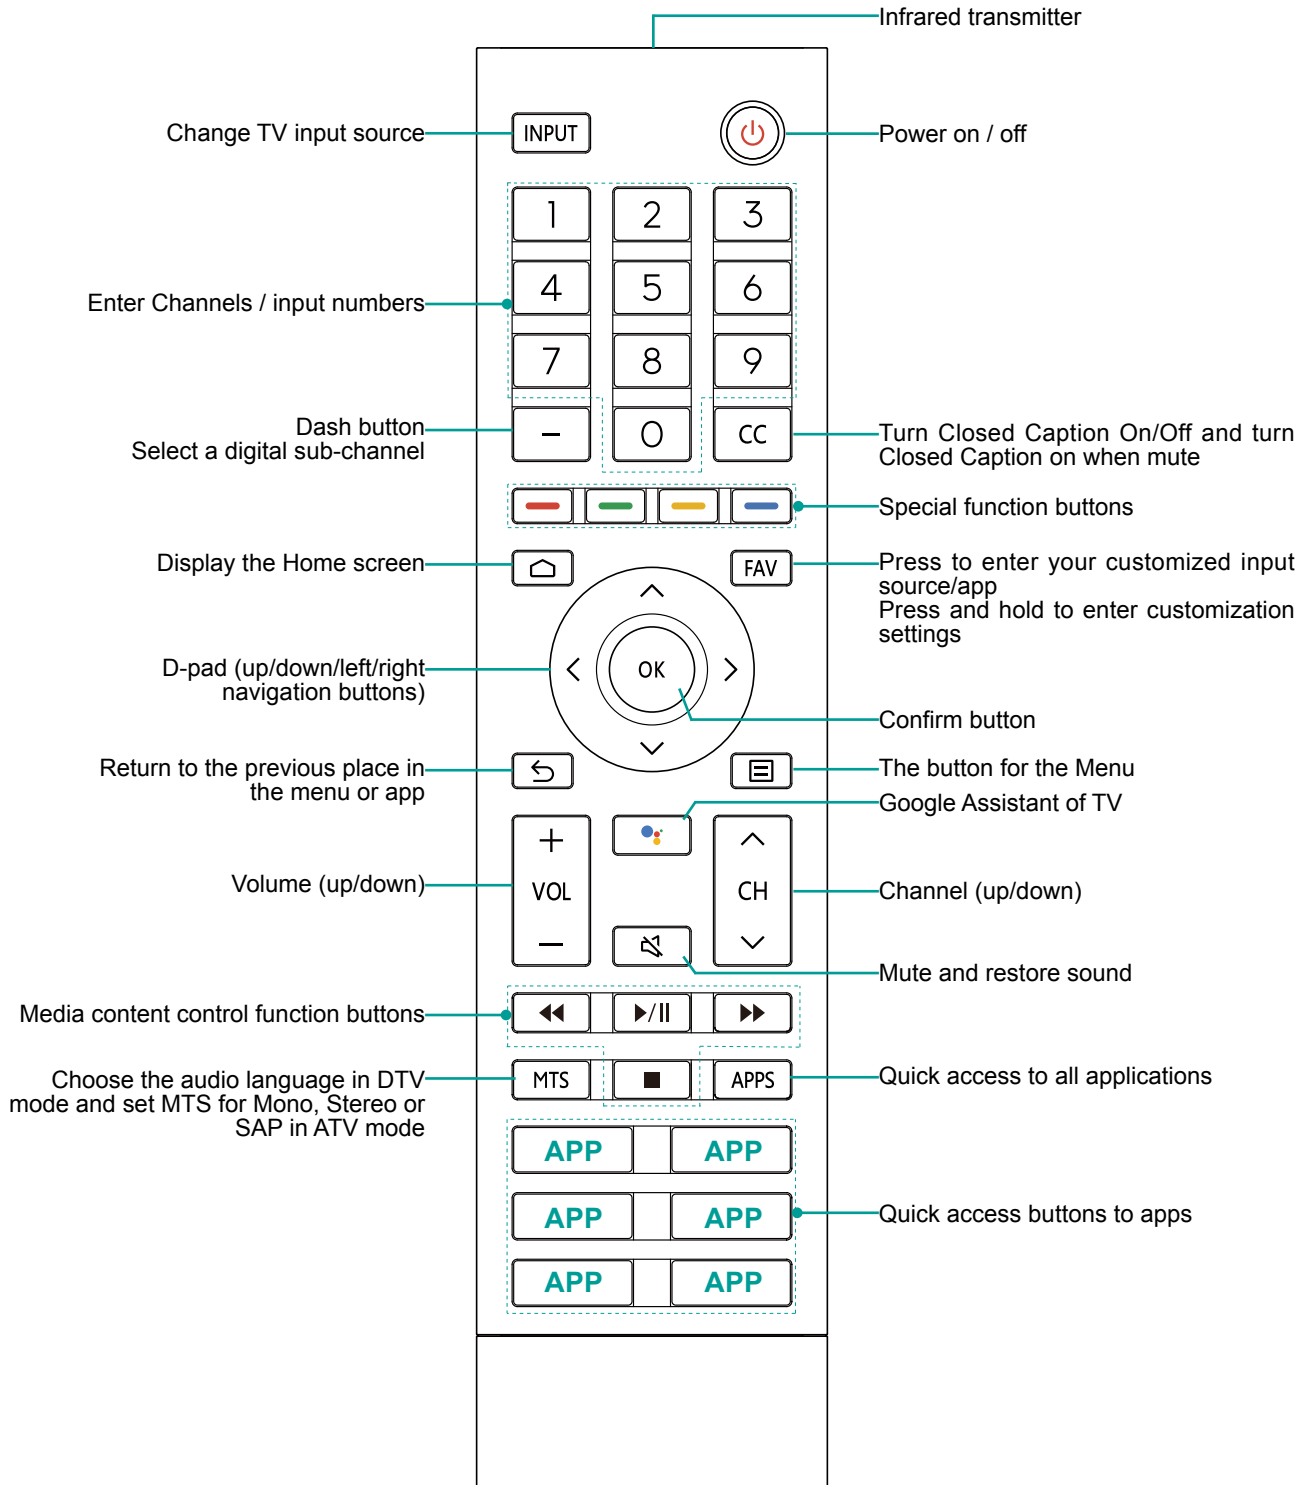 Infrared transmitter
Change TV input source
INPUT
Power on / off
1 2 3
4 5 6
Enter Channels / input numbers
7 8 9
Dash button
Select a digital sub-channel
– 0 CC
Turn Closed Caption On/Off and turn
Closed Caption on when mute
Special function buttons
Display the Home screen
FAV
Press to enter your customized input
source/app
Press and hold to enter customization
settings
D-pad (up/down/left/right
navigation buttons)
OK
Confirm button
Return to the previous place in
the menu or app
The button for the Menu
Google Assistant of TV
+
Volume (up/down)
VOL
–
CH
Channel (up/down)
Mute and restore sound
Media content control function buttons
Choose the audio language in DTV
mode and set MTS for Mono, Stereo or
SAP in ATV mode
MTS
APPS
Quick access to all applications
APP APP
APP APP
Quick access buttons to apps
APP APP